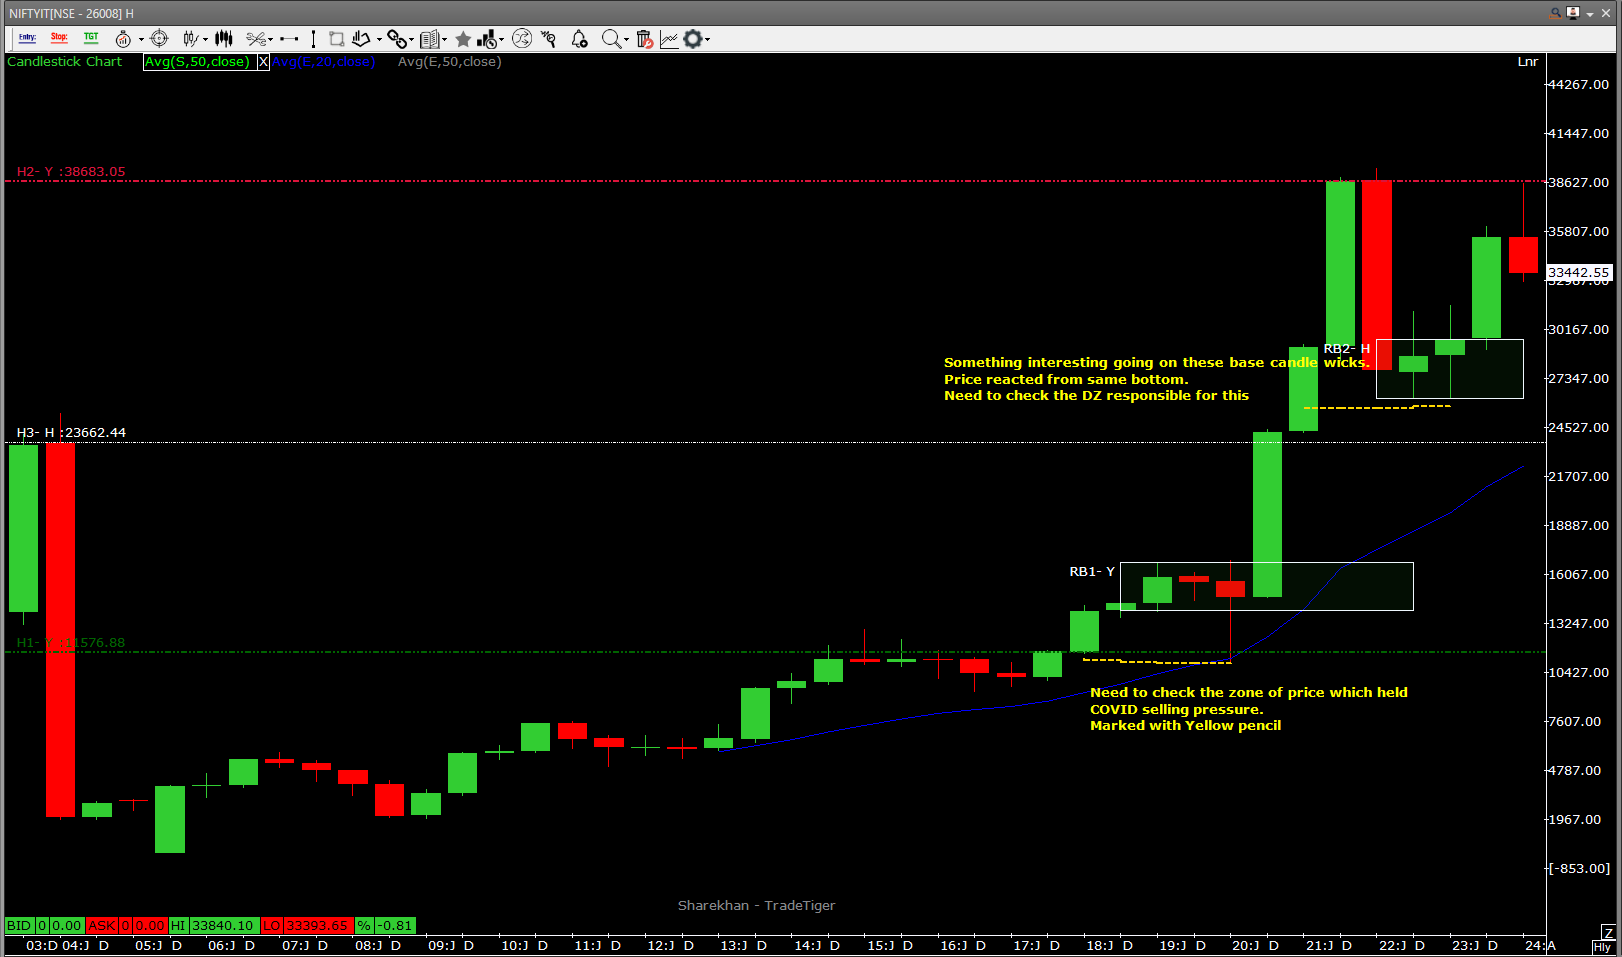 NIFTYIT[NSE - 26008] H
Entry: Stop: TGT
Candlestick Chart Avg(S,50,close) X Avg(E,20,close) Avg(E,50,close) Lnr
44267.00
41447.00
H2- Y :38683.05
38627.00
35807.00
33442.55
30167.00
RB2- H
Something interesting going on these base candle wicks.
Price reacted from same bottom.
Need to check the DZ responsible for this
27347.00
H3- H :23662.44
24527.00
21707.00
18887.00
RB1- Y
16067.00
13247.00
H1- Y :11576.88
10427.00
Need to check the zone of price which held
COVID selling pressure.
Marked with Yellow pencil
7607.00
4787.00
1967.00
[-853.00]
Sharekhan - TradeTiger
BID 0 0.00 ASK 0 0.00 HI 33840.10 LO 33393.65 % -0.81
03:D 04:J D 05:J D 06:J D 07:J D 08:J D 09:J D 10:J D 11:J D 12:J D 13:J D 14:J D 15:J D 16:J D 17:J D 18:J D 19:J D 20:J D 21:J D 22:J D 23:J D 24:A
Z
Hly